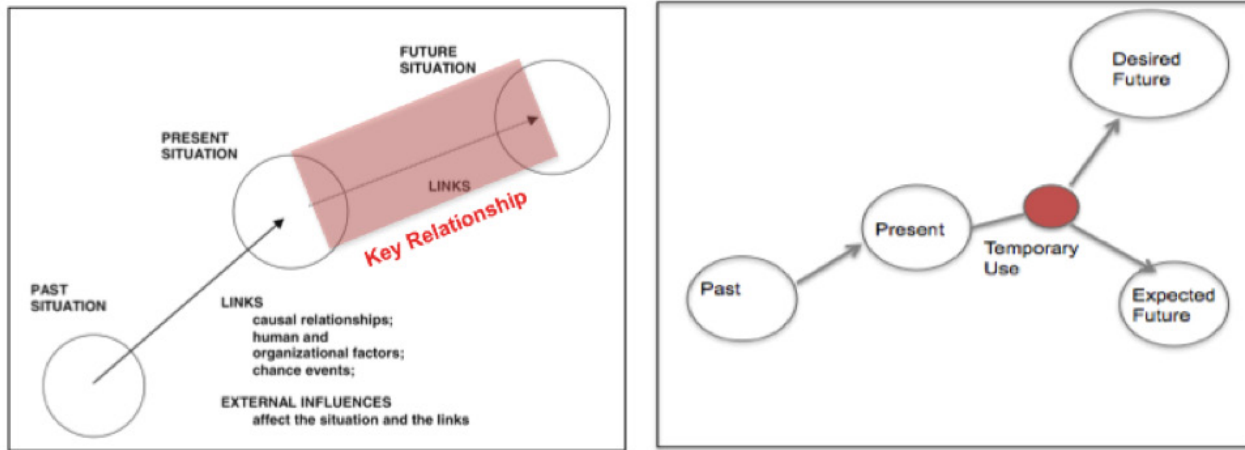 FUTURE
SITUATION
PRESENT
SITUATION
LINKS
Key Relationship
PAST
SITUATION
LINKS
causal relationships;
human and
organizational factors;
chance events;
EXTERNAL INFLUENCES
affect the situation and the links
Desired
Future
Present
Temporary
Use
Past
Expected
Future